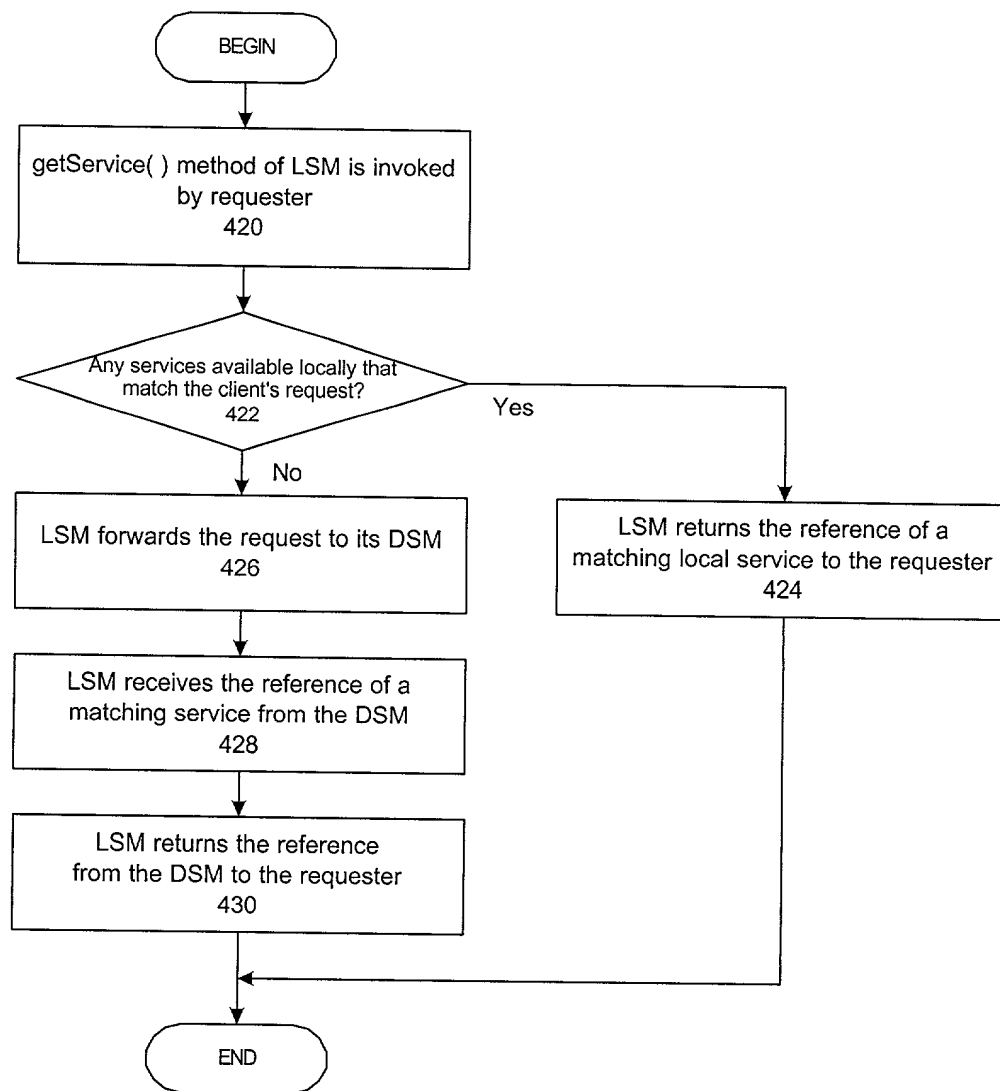 BEGIN
getService( ) method of LSM is invoked
by requester
420
Any services available locally that
match the client's request?
422
Yes
No
LSM forwards the request to its DSM
426
LSM returns the reference of a
matching local service to the requester
424
LSM receives the reference of a
matching service from the DSM
428
LSM returns the reference
from the DSM to the requester
430
END